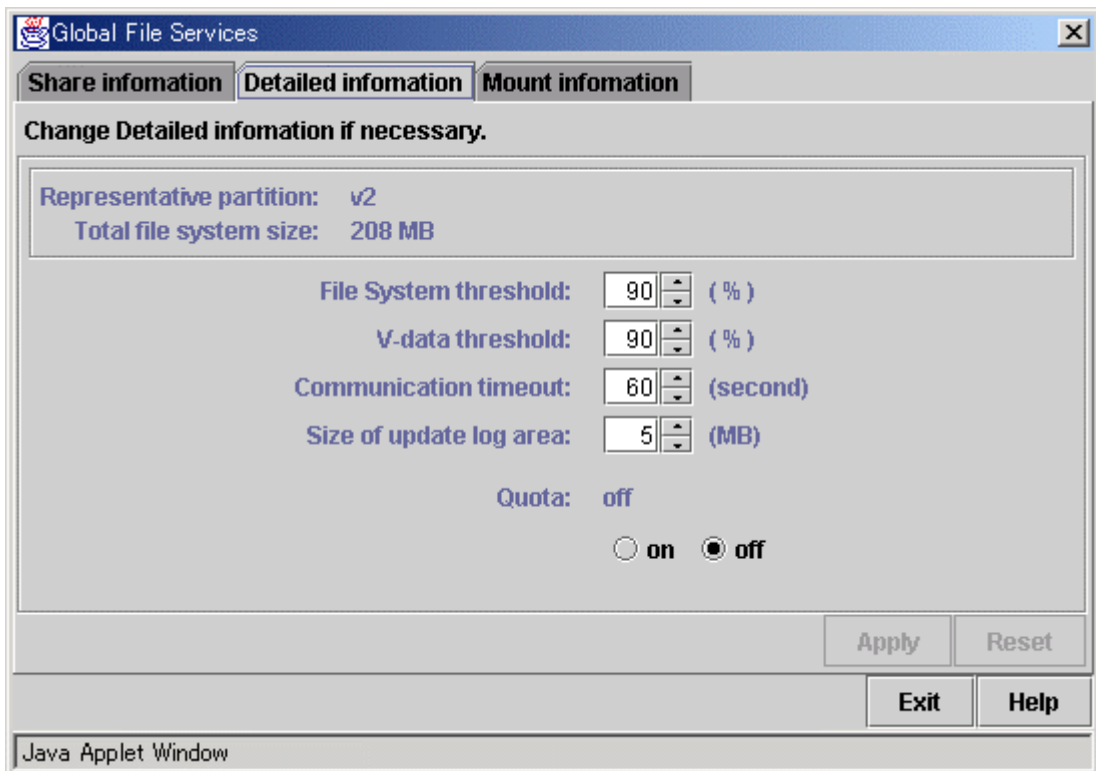 Global File Services
Share infomation Detailed infomation Mount infomation
Change Detailed infomation if necessary.
Representative partition: v2
Total file system size: 208 MB
File System threshold: 90 (%)
V-data threshold: 90 (%)
Communication timeout: 60 (second)
Size of update log area: 5 (MB)
Quota: off
on off
Apply Reset
Exit Help
Java Applet Window